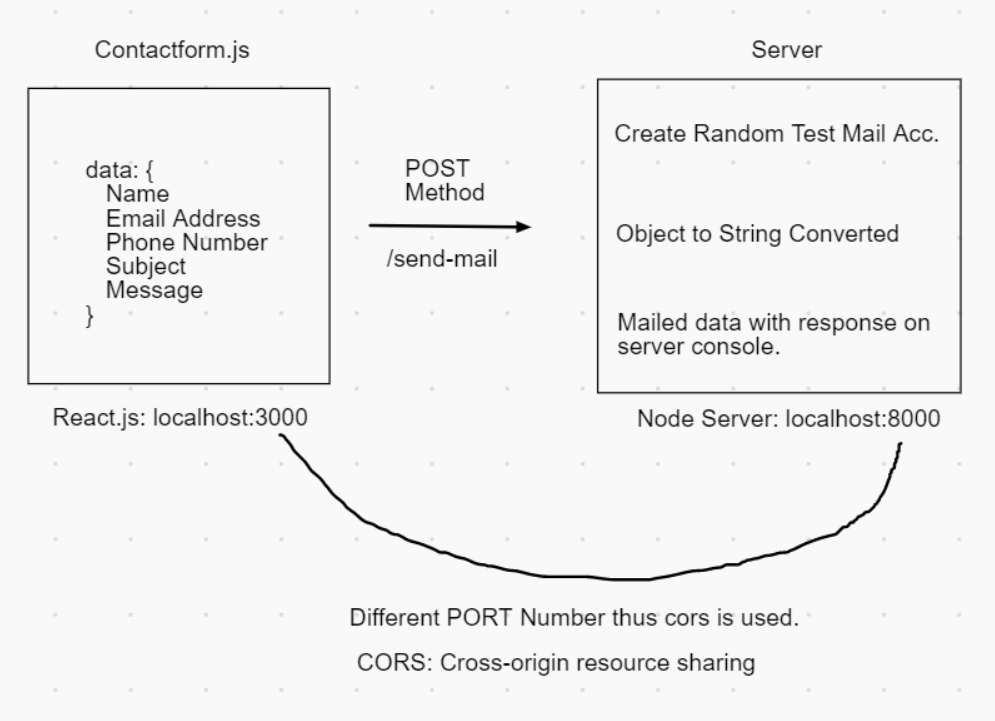 Contactform.js
data: {
Name
Email Address
Phone Number
Subject
Message
}
React.js: localhost:3000
POST
Method
/send-mail
Server
Create Random Test Mail Acc.
Object to String Converted
Mailed data with response on
server console.
Node Server: localhost:8000
Different PORT Number thus cors is used.
CORS: Cross-origin resource sharing